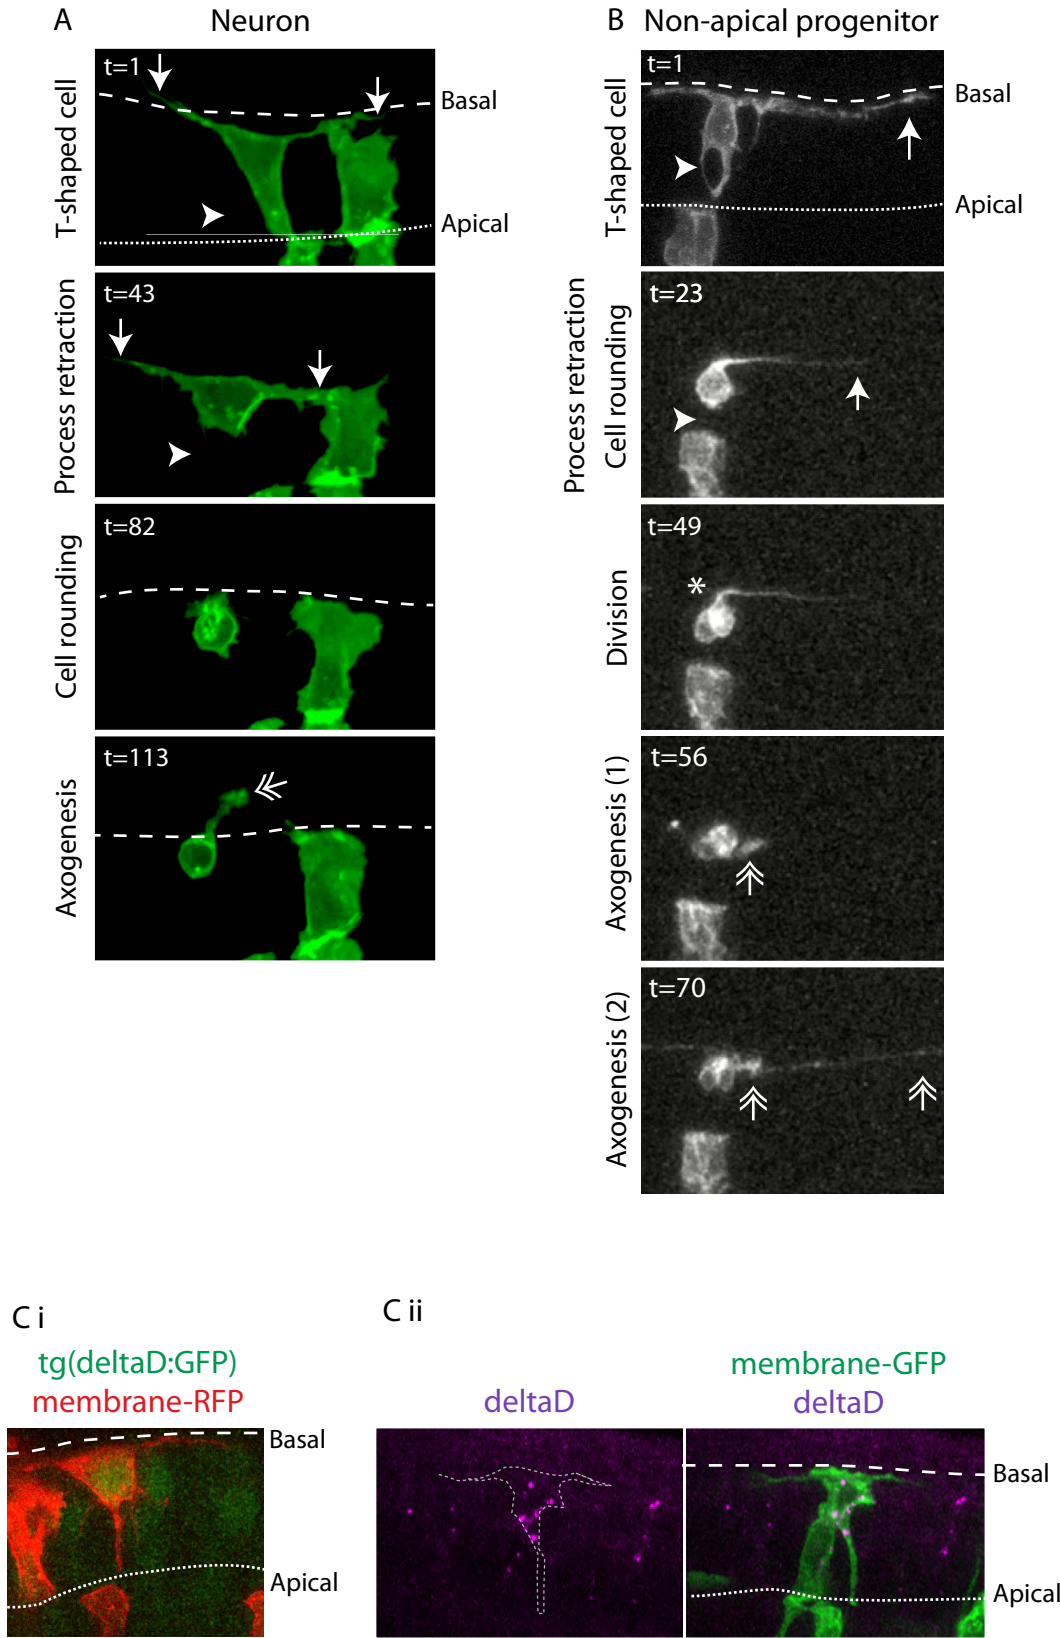 A
Neuron
T-shaped cell
t=1
Basal
Apical
Process retraction
t=43
Cell rounding
t=82
Axogenesis
t=113
B
Non-apical progenitor
T-shaped cell
t=1
Basal
Apical
Process retraction
Cell rounding
t=23
Division
t=49
*
Axogenesis (1)
t=56
Axogenesis (2)
t=70
C i
tg(deltaD:GFP)
membrane-RFP
Basal
Apical
C ii
deltaD
membrane-GFP
deltaD
Basal
Apical